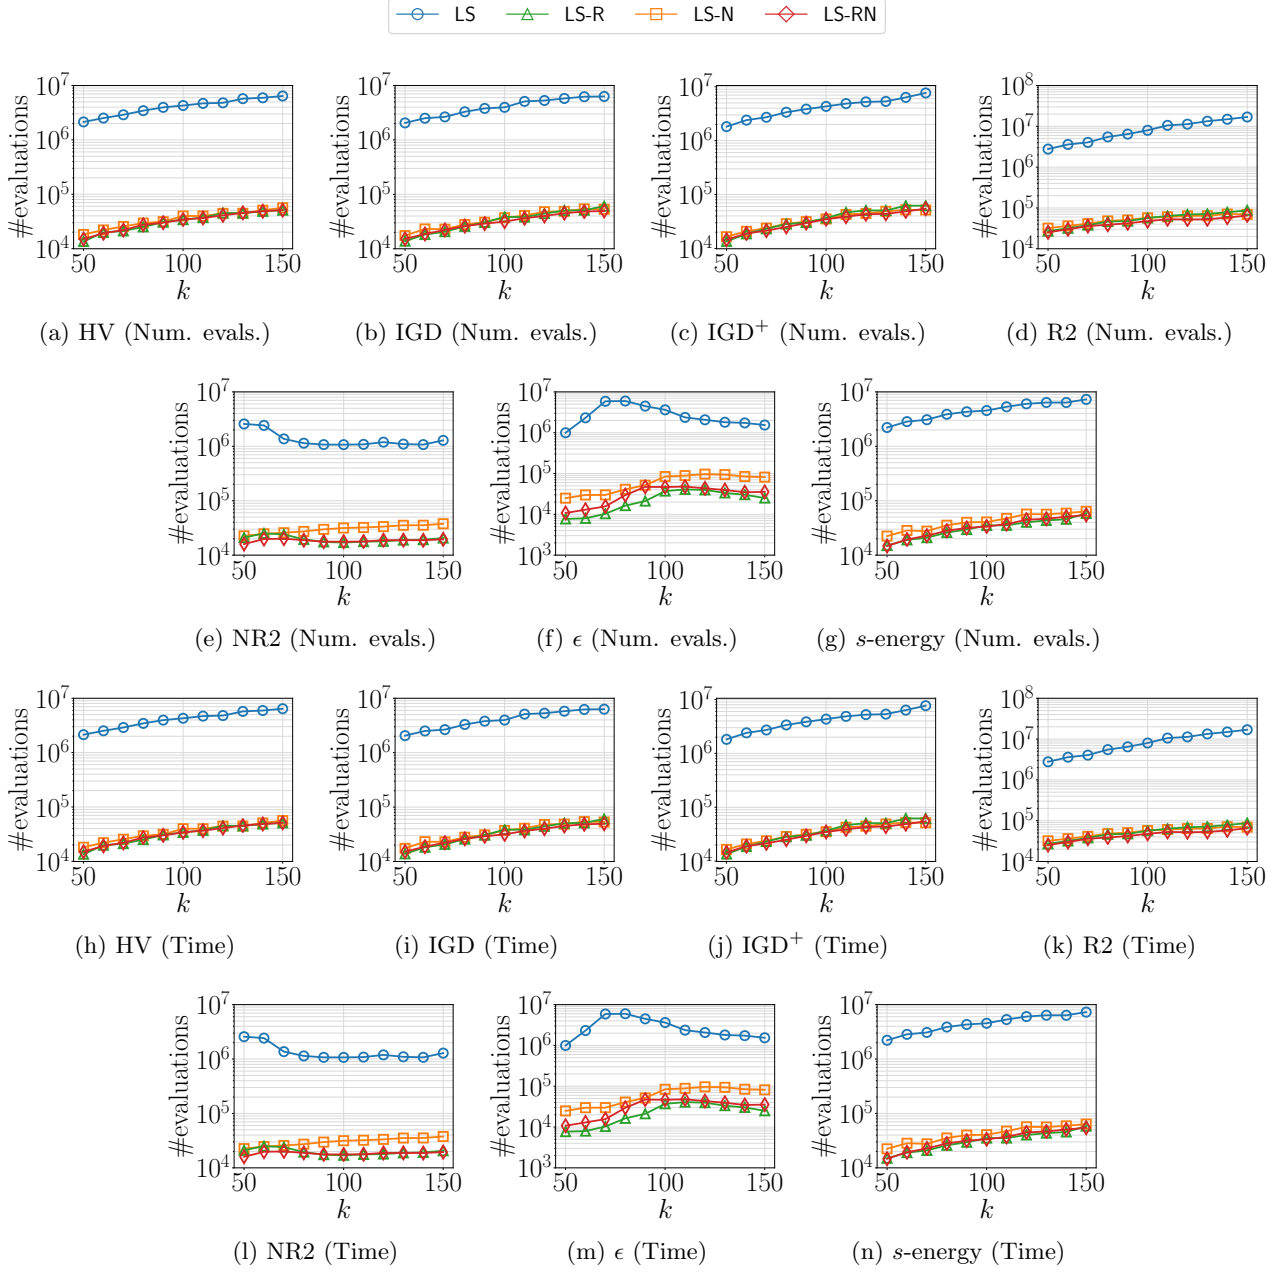 LS LS-R LS-N LS-RN
#evaluations 10^7 10^6 10^5 10^4 50 100 150 k
#evaluations 10^7 10^6 10^5 10^4 50 100 150 k
#evaluations 10^7 10^6 10^5 10^4 50 100 150 k
#evaluations 10^8 10^7 10^6 10^5 10^4 50 100 150 k
(a) HV (Num. evals.) (b) IGD (Num. evals.) (c) IGD^+ (Num. evals.) (d) R2 (Num. evals.)
#evaluations 10^7 10^6 10^5 10^4 50 100 150 k
#evaluations 10^7 10^6 10^5 10^4 10^3 50 100 150 k
#evaluations 10^7 10^6 10^5 10^4 50 100 150 k
(e) NR2 (Num. evals.) (f) ϵ (Num. evals.) (g) s-energy (Num. evals.)
#evaluations 10^7 10^6 10^5 10^4 50 100 150 k
#evaluations 10^7 10^6 10^5 10^4 50 100 150 k
#evaluations 10^7 10^6 10^5 10^4 50 100 150 k
#evaluations 10^8 10^7 10^6 10^5 10^4 50 100 150 k
(h) HV (Time) (i) IGD (Time) (j) IGD^+ (Time) (k) R2 (Time)
#evaluations 10^7 10^6 10^5 10^4 50 100 150 k
#evaluations 10^7 10^6 10^5 10^4 10^3 50 100 150 k
#evaluations 10^7 10^6 10^5 10^4 50 100 150 k
(l) NR2 (Time) (m) ϵ (Time) (n) s-energy (Time)